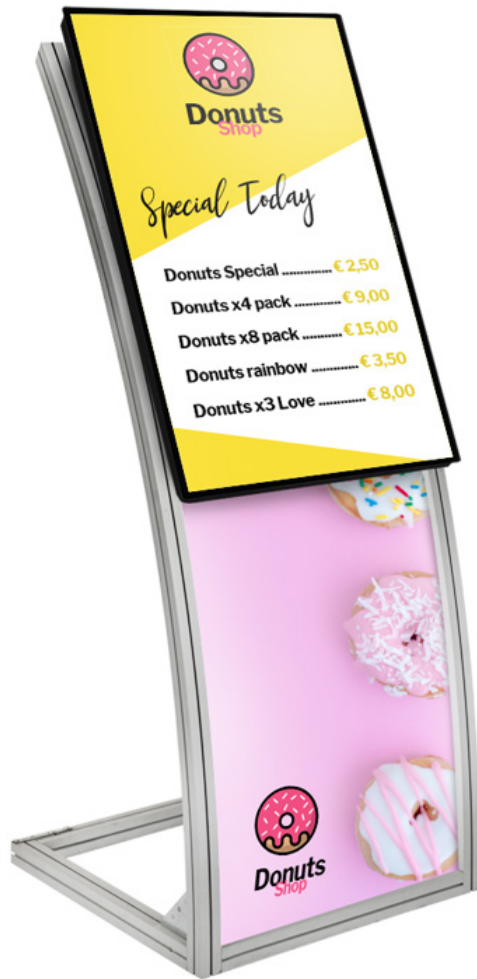 Donuts
Shop
Special Today
Donuts Special ............... € 2,50
Donuts x4 pack ............. € 9,00
Donuts x8 pack ........... € 15,00
Donuts rainbow .............. € 3,50
Donuts x3 Love ............. € 8,00
Donuts
Shop